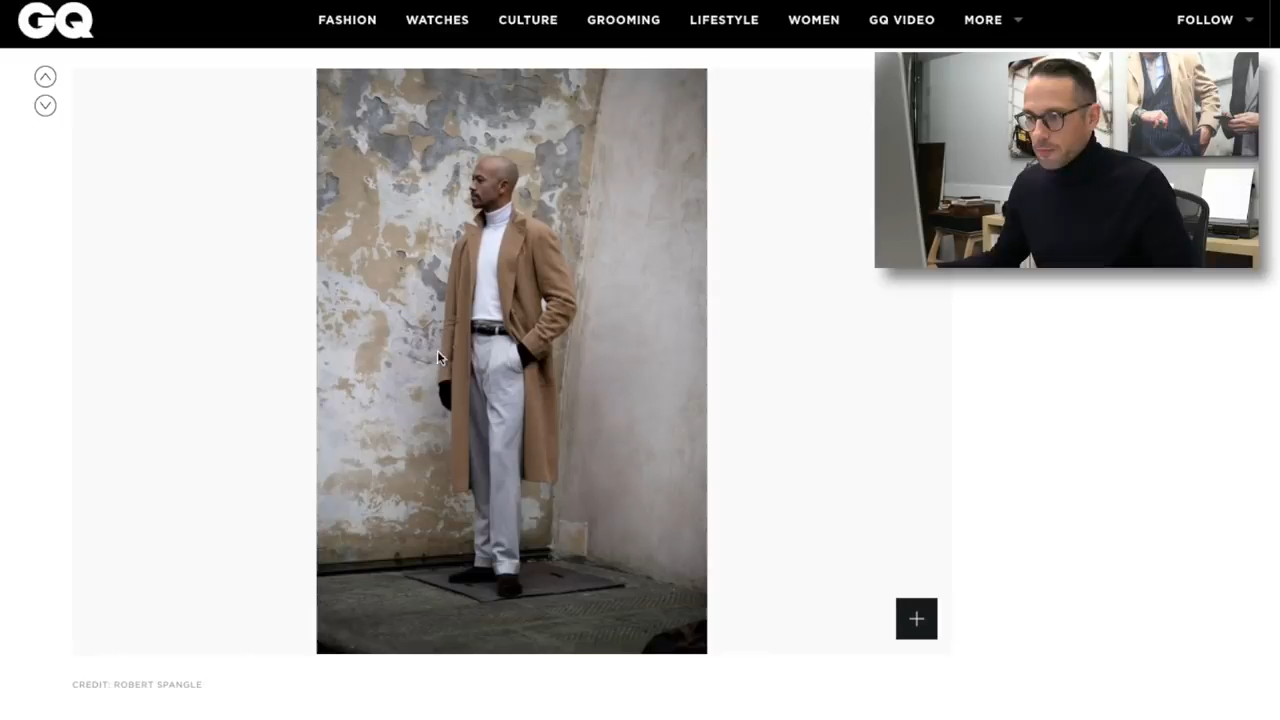 GQ
FASHION WATCHES CULTURE GROOMING LIFESTYLE WOMEN GQ VIDEO MORE FOLLOW
CREDIT: ROBERT SPANGLE